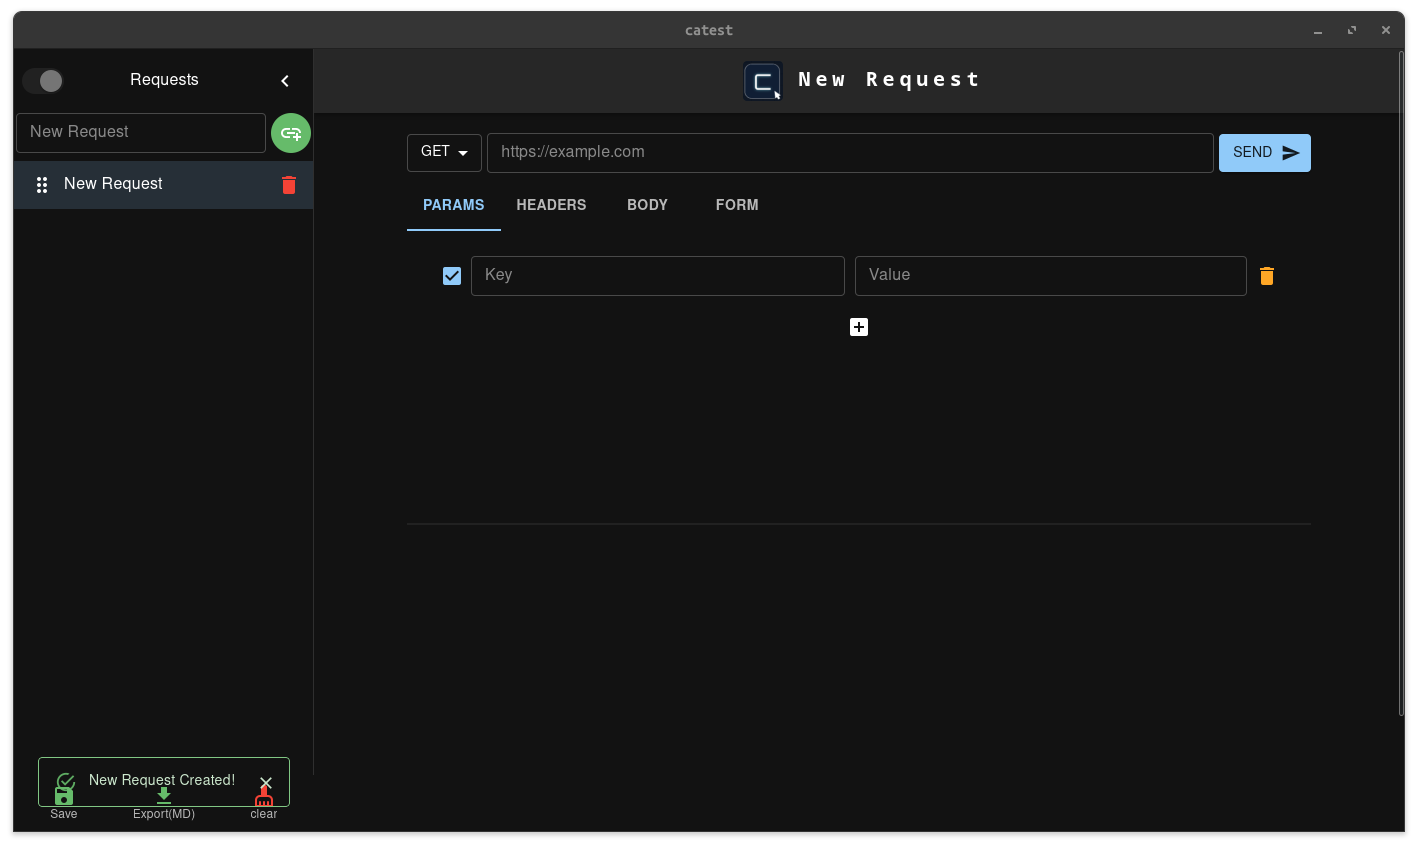 catest
Requests
New Request
New Request
New Request
GET
https://example.com
SEND
PARAMS
HEADERS
BODY
FORM
Key
Value
New Request Created!
Save
Export(MD)
clear